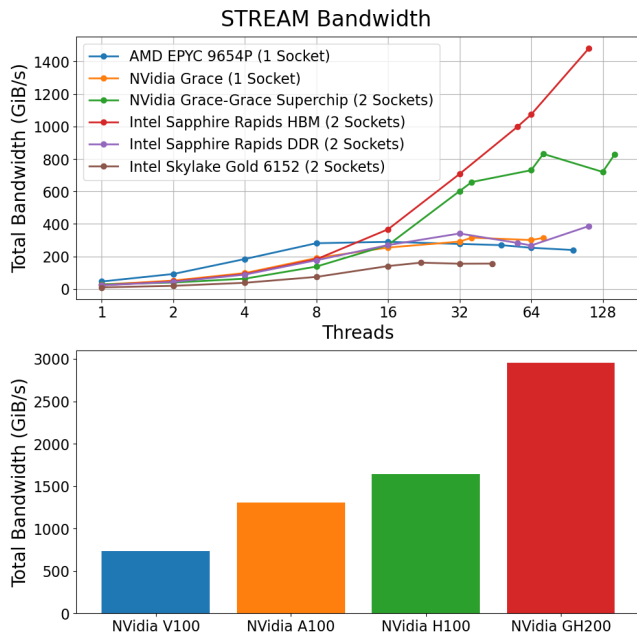 STREAM Bandwidth
Total Bandwidth (GiB/s)
1400
1200
1000
800
600
400
200
0
AMD EPYC 9654P (1 Socket)
NVidia Grace (1 Socket)
NVidia Grace-Grace Superchip (2 Sockets)
Intel Sapphire Rapids HBM (2 Sockets)
Intel Sapphire Rapids DDR (2 Sockets)
Intel Skylake Gold 6152 (2 Sockets)
1 2 4 8 16 32 64 128
Threads
Total Bandwidth (GiB/s)
3000
2500
2000
1500
1000
500
0
NVidia V100 NVidia A100 NVidia H100 NVidia GH200